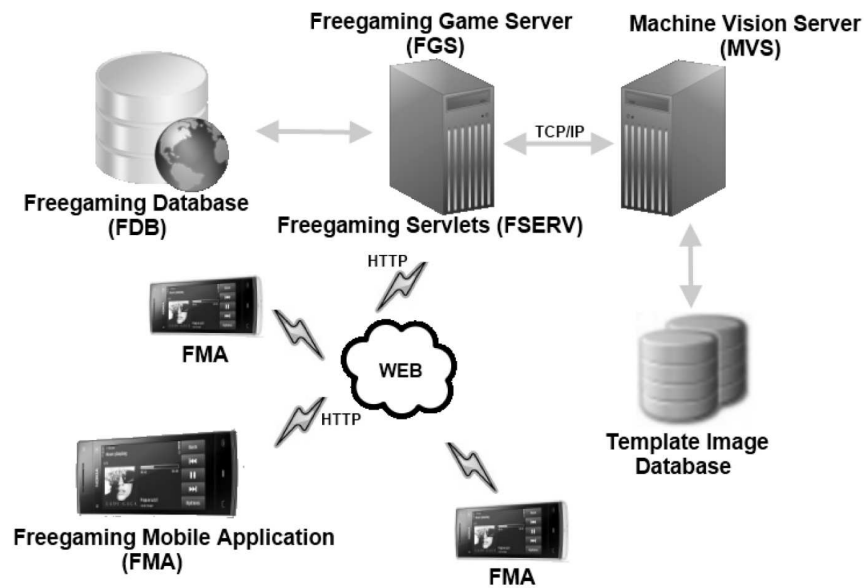 Freegaming Game Server
(FGS)
Machine Vision Server
(MVS)
TCP/IP
Freegaming Database
(FDB)
Freegaming Servlets (FSERV)
HTTP
FMA
WEB
HTTP
Template Image
Database
Freegaming Mobile Application
(FMA)
FMA